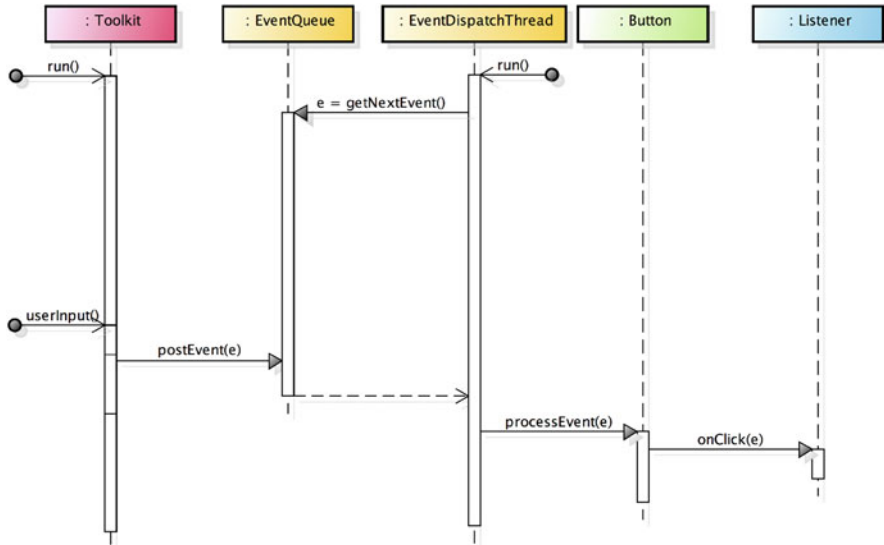 : Toolkit
: EventQueue
: EventDispatchThread
: Button
: Listener
run()
run()
e = getNextEvent()
userInput()
postEvent(e)
processEvent(e)
onClick(e)